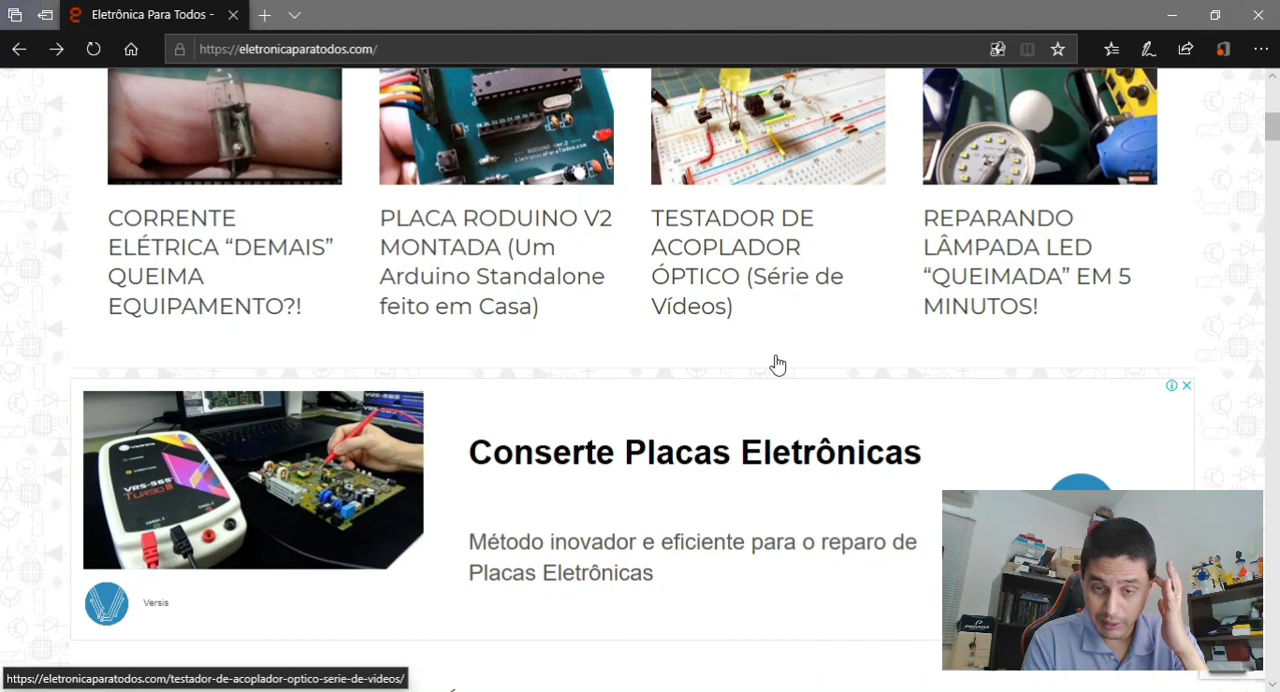 Eletrônica Para Todos -
https://eletronicaparatodos.com/
CORRENTE
ELÉTRICA “DEMAIS”
QUEIMA
EQUIPAMENTO?!
PLACA RODUINO V2
MONTADA (Um
Arduino Standalone
feito em Casa)
TESTADOR DE
ACOPLADOR
ÓPTICO (Série de
Vídeos)
REPARANDO
LÂMPADA LED
“QUEIMADA” EM 5
MINUTOS!
Conserte Placas Eletrônicas
Método inovador e eficiente para o reparo de
Placas Eletrônicas
VRS-565
TURBO
Versis
https://eletronicaparatodos.com/testador-de-acoplador-optico-serie-de-videos/